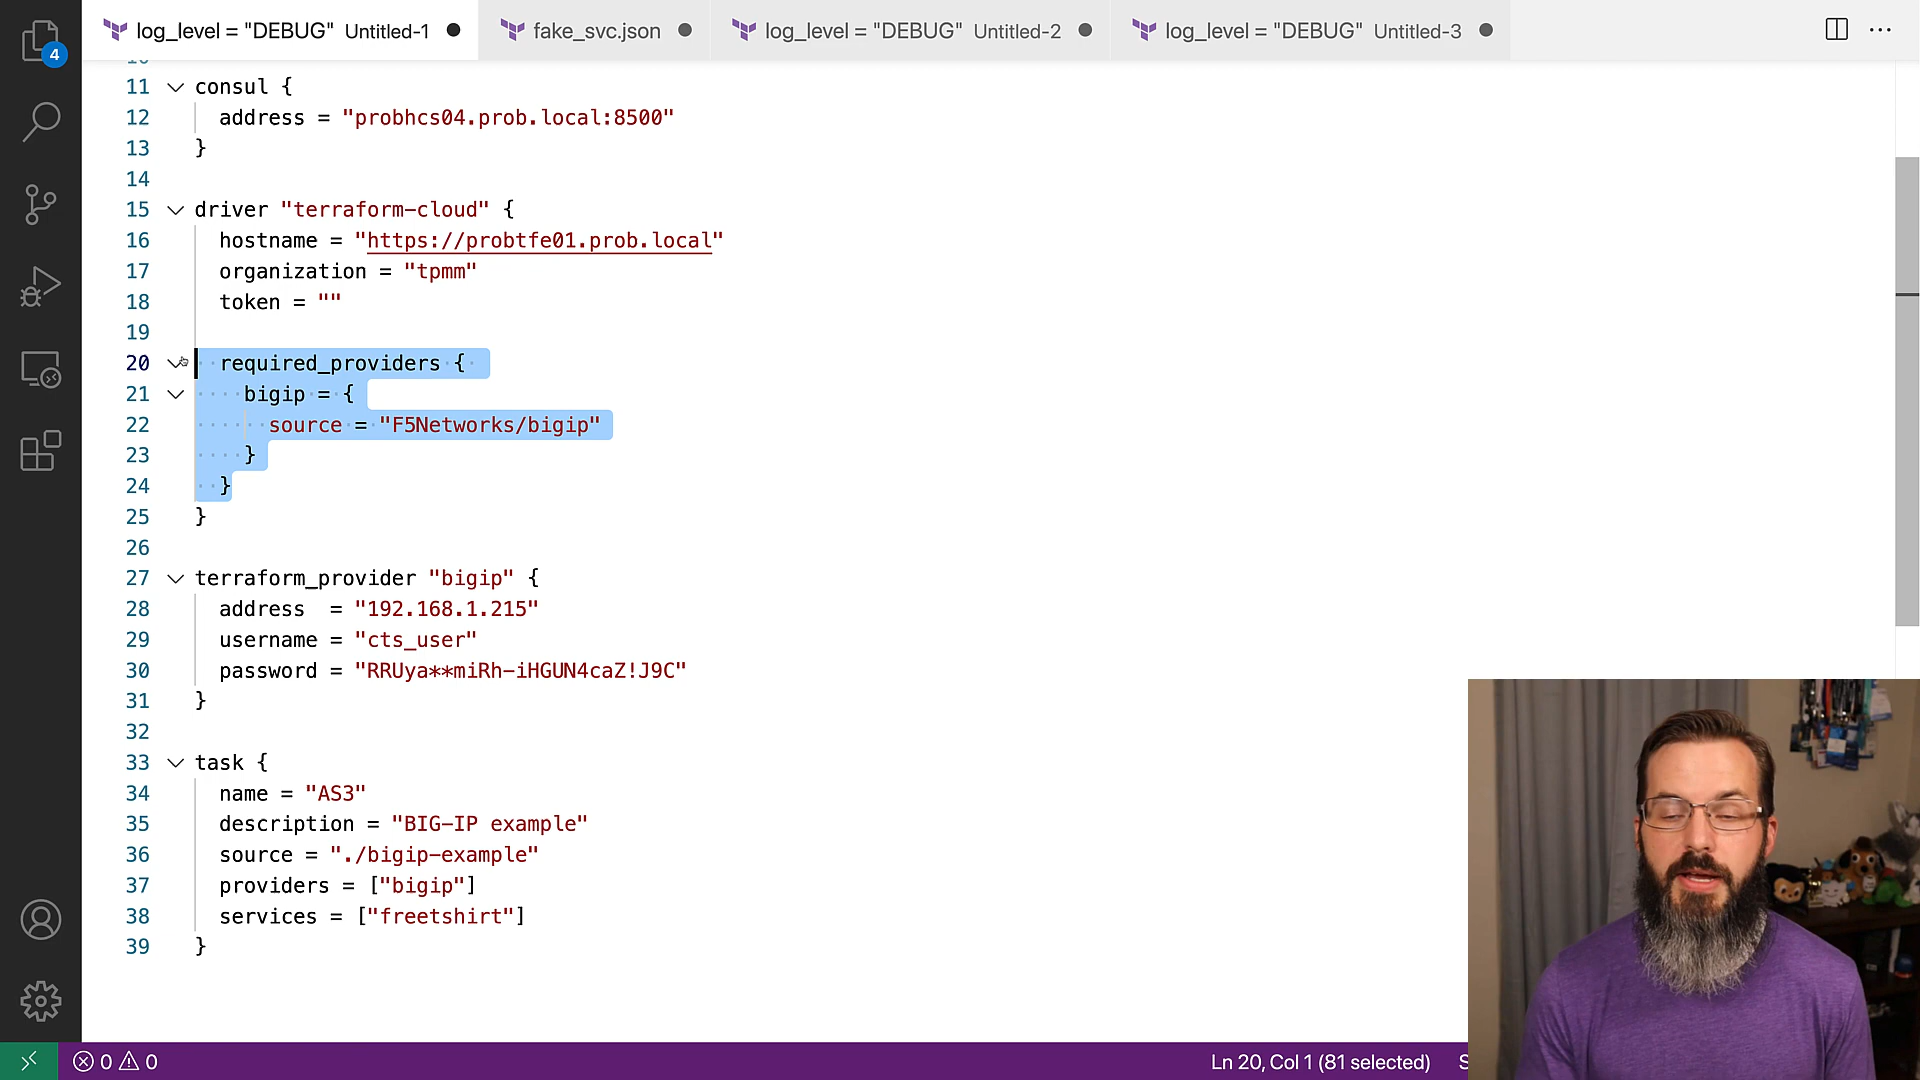 log_level = "DEBUG" Untitled-1
fake_svc.json
log_level = "DEBUG" Untitled-2
log_level = "DEBUG" Untitled-3
4
11 consul {
12 address = "probhcs04.prob.local:8500"
13 }
14
15 driver "terraform-cloud" {
16 hostname = "https://probtfe01.prob.local"
17 organization = "tpmm"
18 token = ""
19
20 required_providers {
21 bigip = {
22 source = "F5Networks/bigip"
23 }
24 }
25 }
26
27 terraform_provider "bigip" {
28 address = "192.168.1.215"
29 username = "cts_user"
30 password = "RRUya**miRh-iHGUN4caZ!J9C"
31 }
32
33 task {
34 name = "AS3"
35 description = "BIG-IP example"
36 source = "./bigip-example"
37 providers = ["bigip"]
38 services = ["freetshirt"]
39 }
0 0
Ln 20, Col 1 (81 selected)